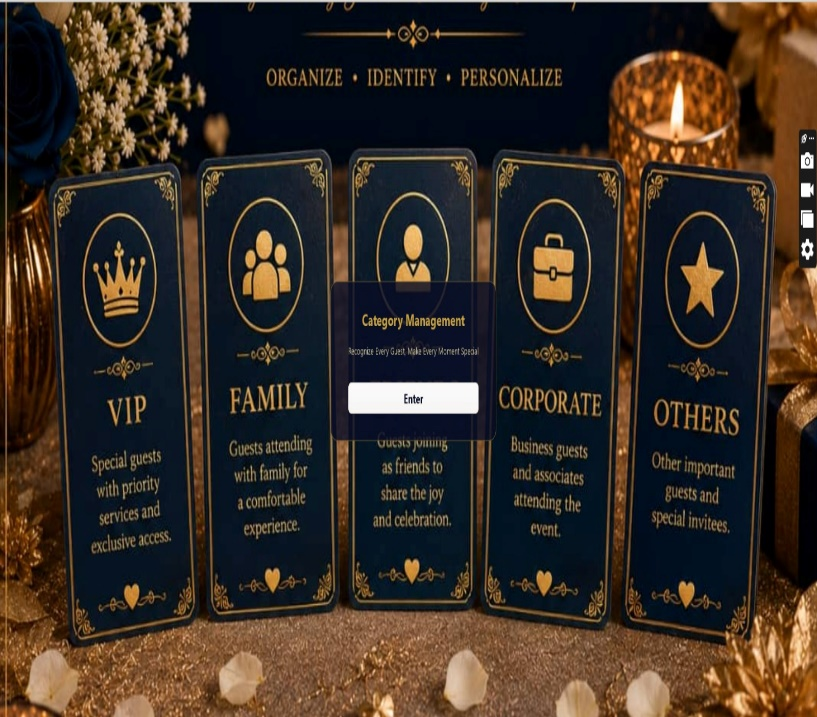 ORGANIZE • IDENTIFY • PERSONALIZE
VIP
Special guests
with priority
services and
exclusive access.
FAMILY
Guests attending
with family for
a comfortable
experience.
Category Management
Recognize Every Guest, Make Every Moment Special
Enter
Guests joining
as friends to
share the joy
and celebration.
CORPORATE
Business guests
and associates
attending the
event.
OTHERS
Other important
guests and
special invitees.